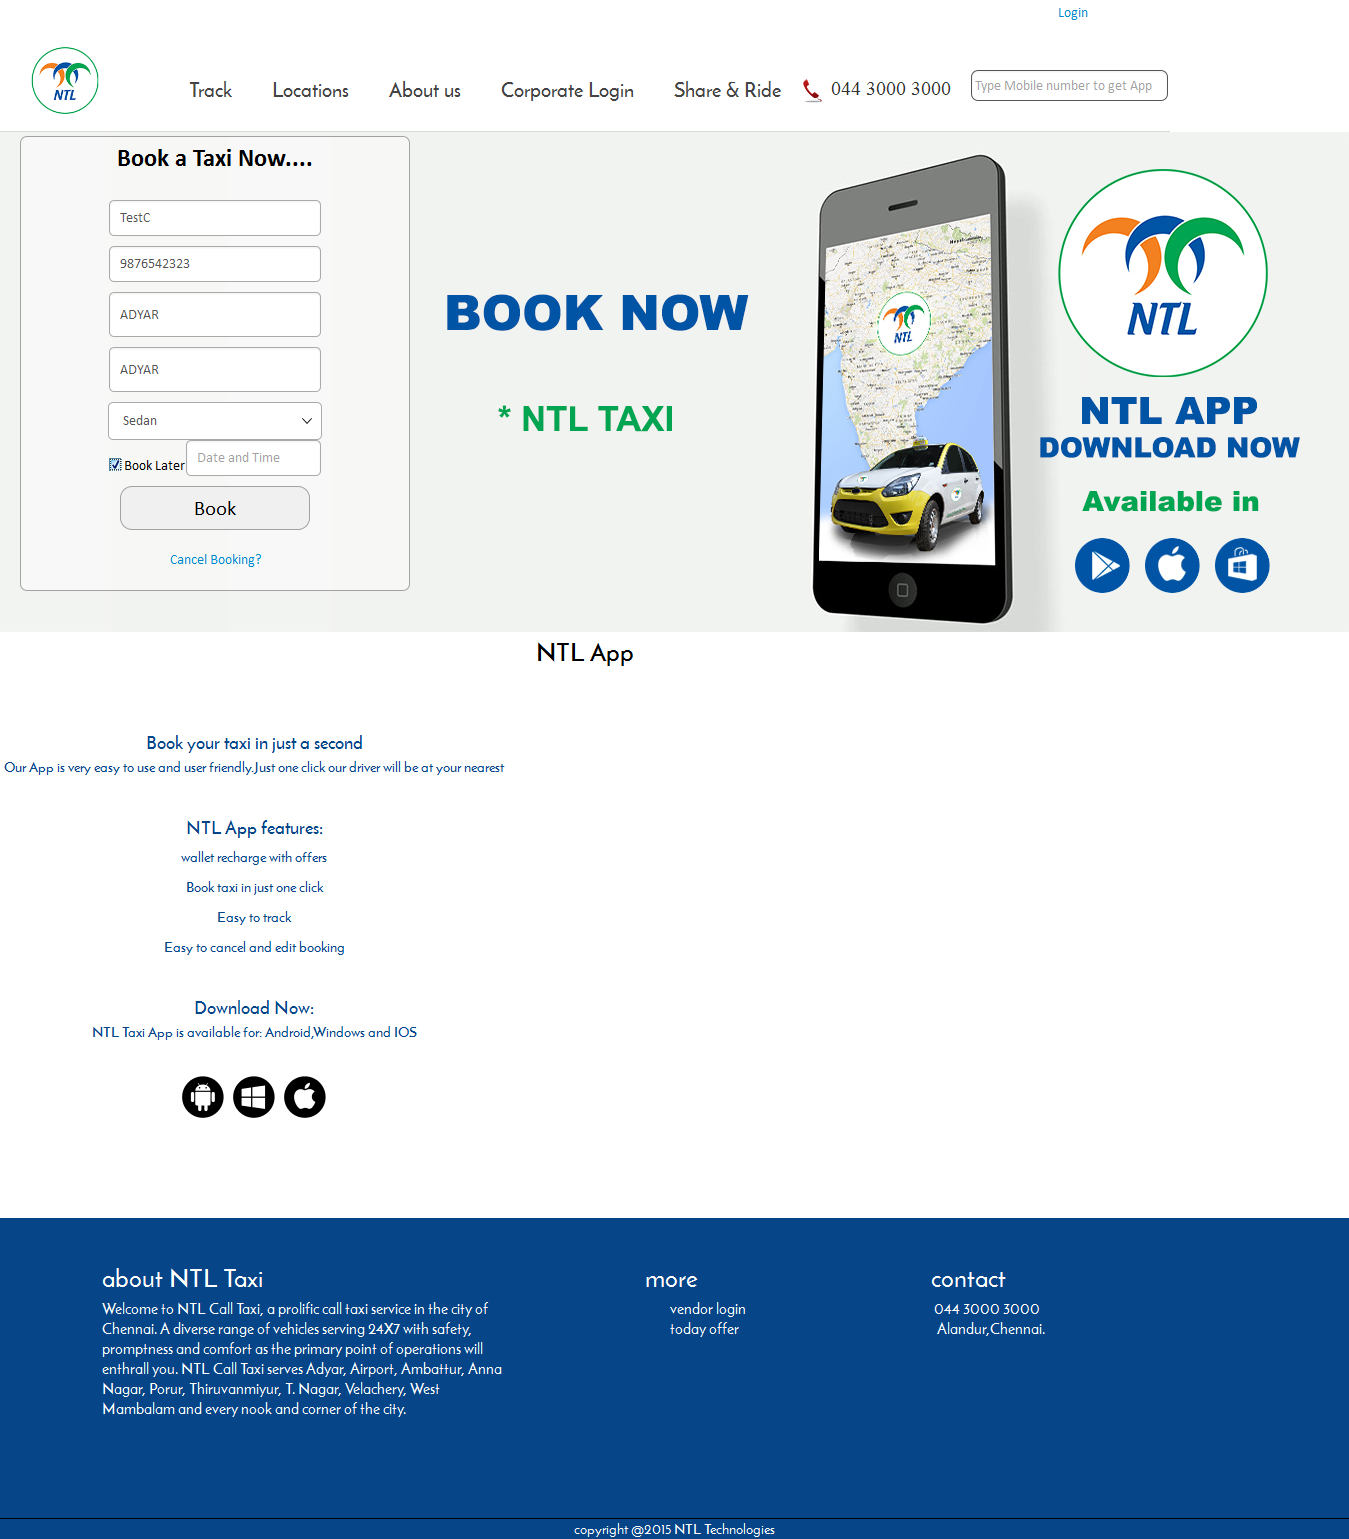 Login
NTL
Track
Locations
About us
Corporate Login
Share & Ride
044 3000 3000
Type Mobile number to get App
Book a Taxi Now....
TestC
9876542323
ADYAR
ADYAR
Sedan
Book Later
Date and Time
Book
Cancel Booking?
BOOK NOW
* NTL TAXI
NTL
NTL
NTL APP
DOWNLOAD NOW
Available in
NTL App
Book your taxi in just a second
Our App is very easy to use and user friendly.Just one click our driver will be at your nearest
NTL App features:
wallet recharge with offers
Book taxi in just one click
Easy to track
Easy to cancel and edit booking
Download Now:
NTL Taxi App is available for: Android,Windows and IOS
about NTL Taxi
Welcome to NTL Call Taxi, a prolific call taxi service in the city of
Chennai. A diverse range of vehicles serving 24X7 with safety,
promptness and comfort as the primary point of operations will
enthrall you. NTL Call Taxi serves Adyar, Airport, Ambattur, Anna
Nagar, Porur, Thiruvanmiyur, T. Nagar, Velachery, West
Mambalam and every nook and corner of the city.
more
vendor login
today offer
contact
044 3000 3000
Alandur,Chennai.
copyright @2015 NTL Technologies